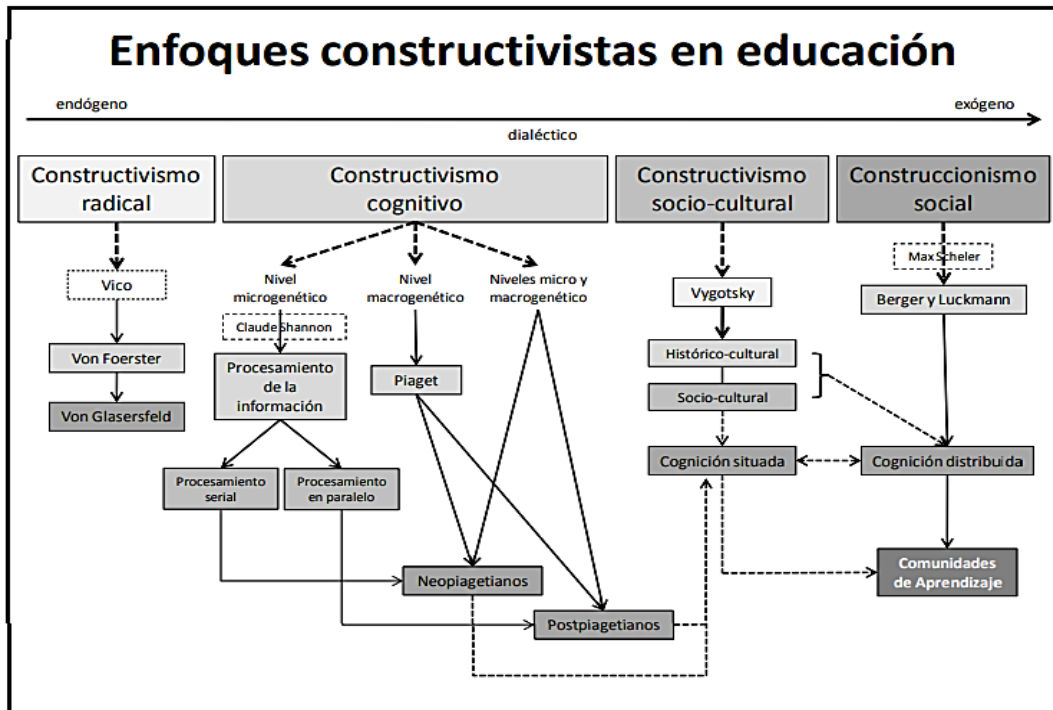 Enfoques constructivistas en educación
endógeno
exógeno
dialéctico
Constructivismo
radical
Constructivismo
cognitivo
Constructivismo
socio-cultural
Construccionismo
social
Vico
Von Foerster
Von Glasersfeld
Nivel
microgenético
Nivel
macrogenético
Niveles micro y
macrogenético
Claude Shannon
Procesamiento
de la
información
Piaget
Procesamiento
serial
Procesamiento
en paralelo
Neopiagetianos
Postpiagetianos
Vygotsky
Histórico-cultural
Socio-cultural
Cognición situada
Max Scheler
Berger y Luckmann
Cognición distribuida
Comunidades
de Aprendizaje